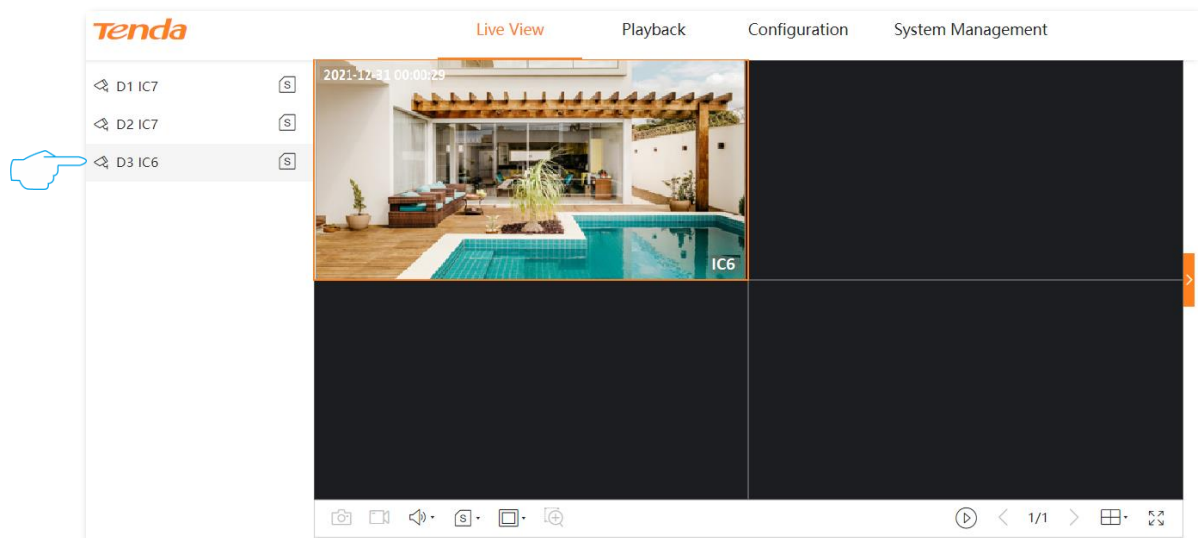 Tenda
Live View Playback Configuration System Management
D1 IC7 S
D2 IC7 S
D3 IC6 S
2021-12-31 00:00:29
IC6
S
1/1